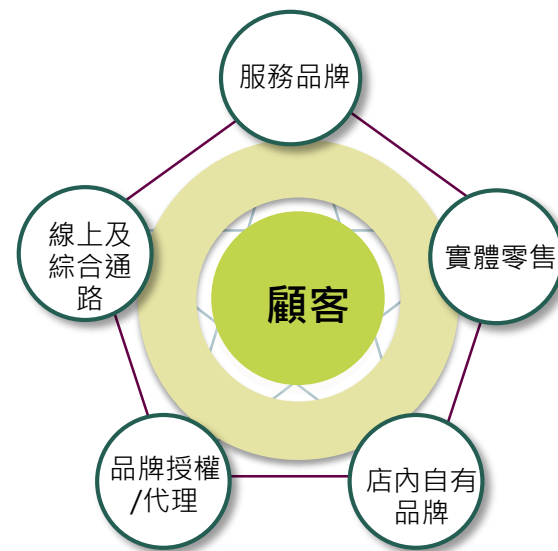 服務品牌
線上及
綜合通
路
實體零售
顧客
品牌授權
/代理
店內自有
品牌